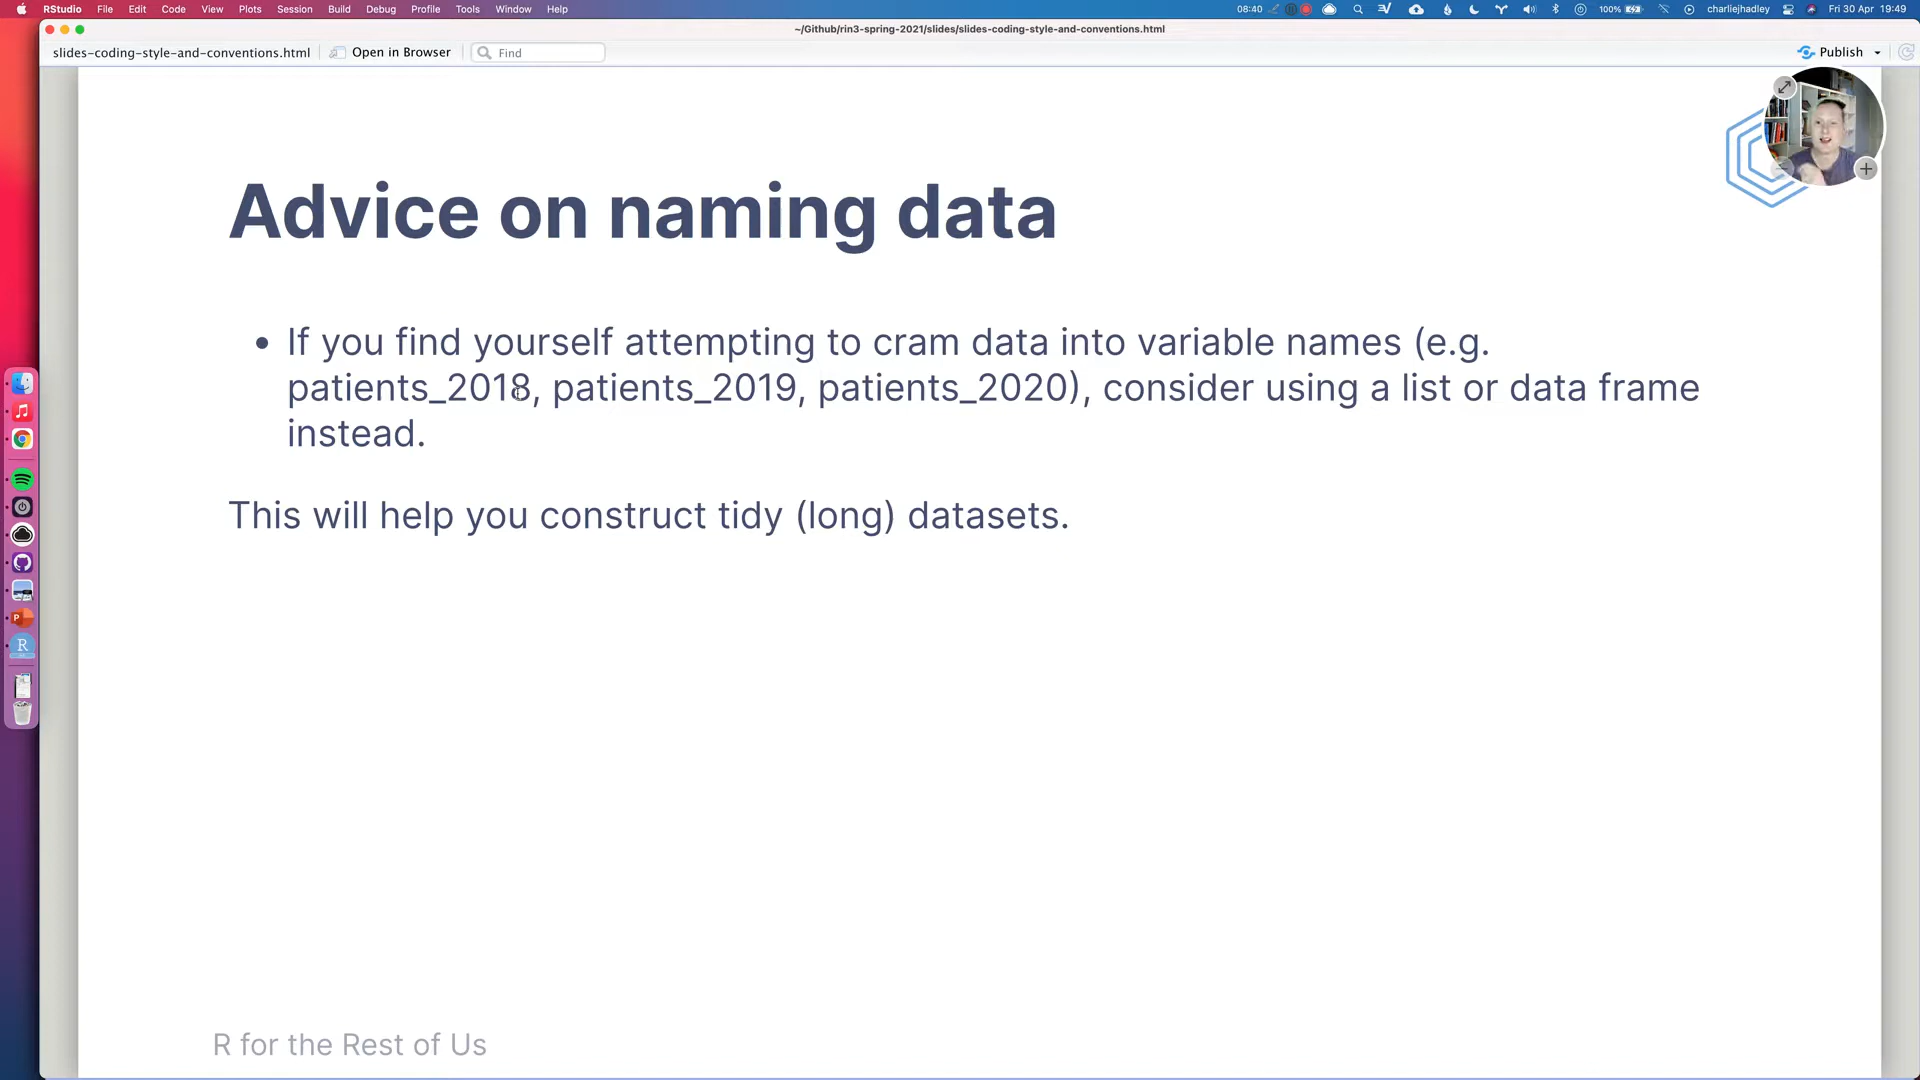 RStudio File Edit Code View Plots Session Build Debug Profile Tools Window Help 08:40 100% charliejhadley Fri 30 Apr 19:49
~/Github/rin3-spring-2021/slides/slides-coding-style-and-conventions.html
slides-coding-style-and-conventions.html Open in Browser Find Publish
Advice on naming data
• If you find yourself attempting to cram data into variable names (e.g.
patients_2018, patients_2019, patients_2020), consider using a list or data frame
instead.
This will help you construct tidy (long) datasets.
R for the Rest of Us